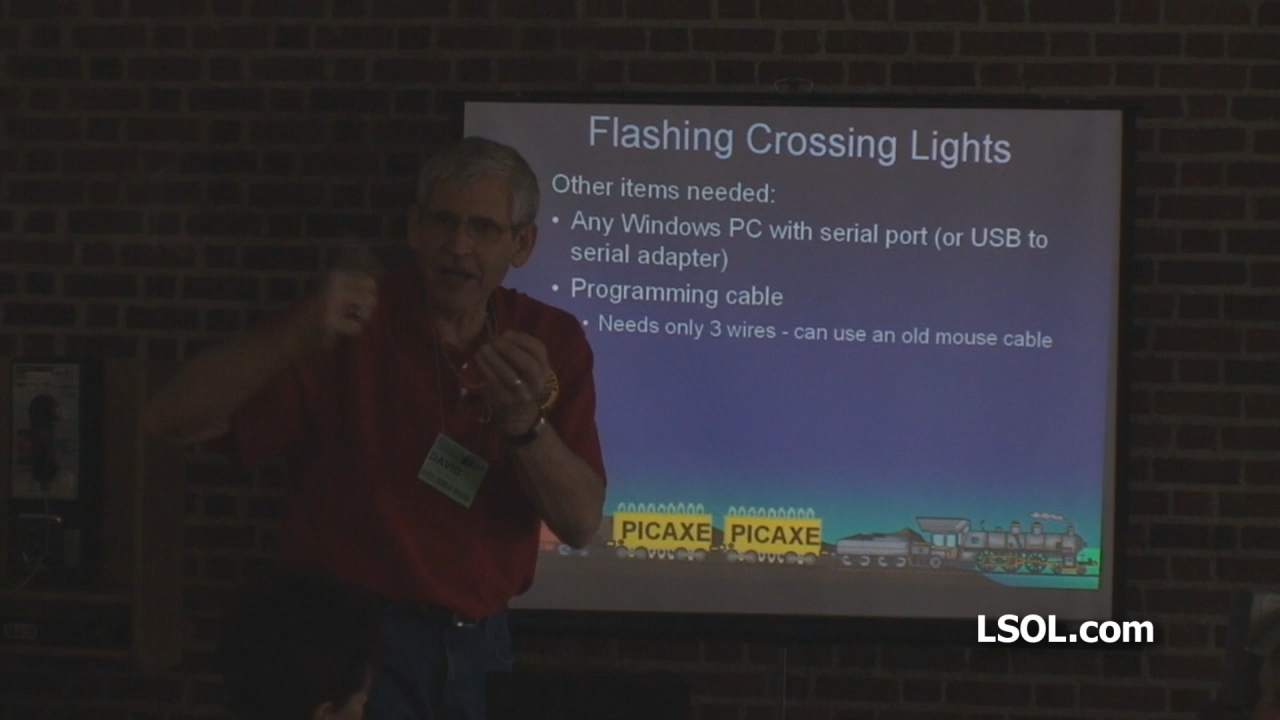 Flashing Crossing Lights
Other items needed:
• Any Windows PC with serial port (or USB to
serial adapter)
• Programming cable
• Needs only 3 wires - can use an old mouse cable
PICAXE PICAXE
DAVID
LSOL.com